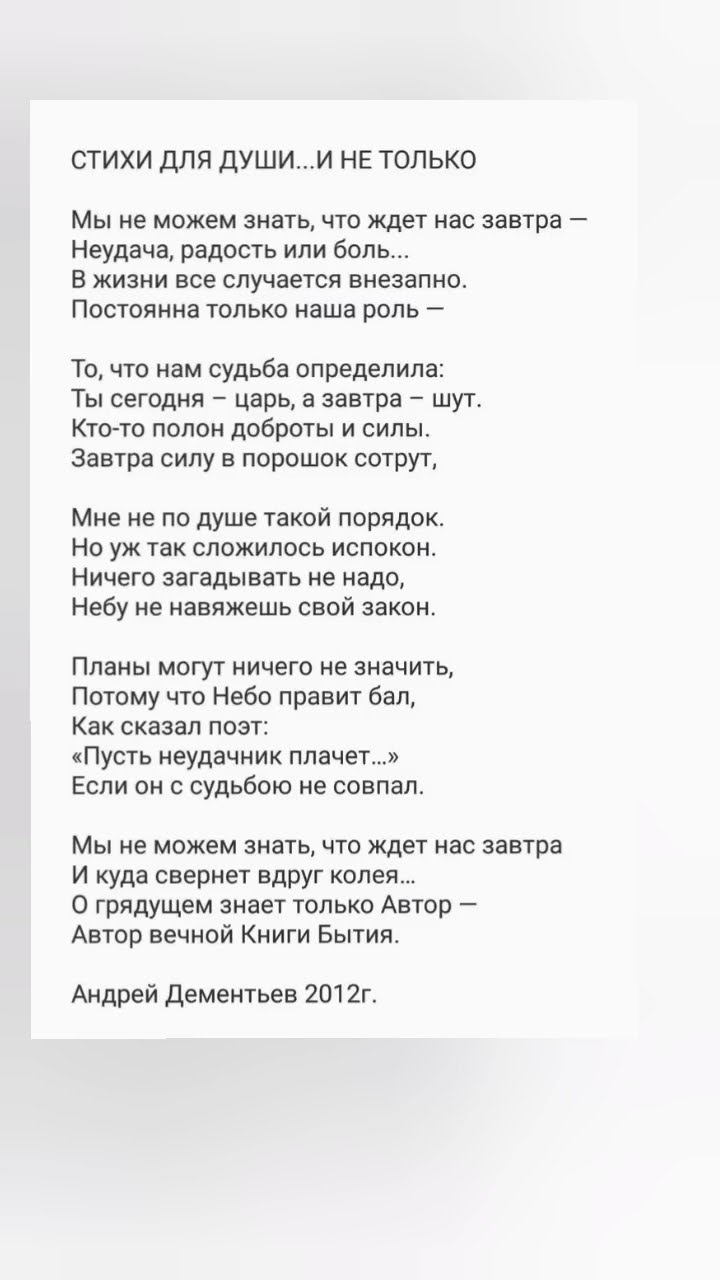 СТИХИ ДЛЯ ДУШИ...И НЕ ТОЛЬКО
Мы не можем знать, что ждет нас завтра —
Неудача, радость или боль...
В жизни все случается внезапно.
Постоянна только наша роль —
То, что нам судьба определила:
Ты сегодня – царь, а завтра – шут.
Кто-то полон доброты и силы.
Завтра силу в порошок сотрут,
Мне не по душе такой порядок.
Но уж так сложилось испокон.
Ничего загадывать не надо,
Небу не навяжешь свой закон.
Планы могут ничего не значить,
Потому что Небо правит бал,
Как сказал поэт:
«Пусть неудачник плачет…»
Если он с судьбою не совпал.
Мы не можем знать, что ждет нас завтра
И куда свернет вдруг колея…
О грядущем знает только Автор —
Автор вечной Книги Бытия.
Андрей Дементьев 2012г.